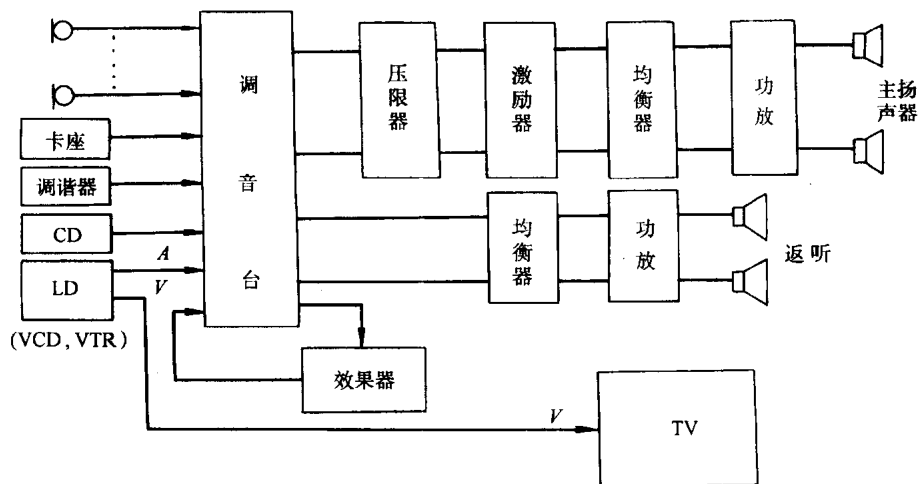 调音台
压限器
激励器
均衡器
功放
主扬
声器
卡座
调谐器
CD
A
LD
V
(VCD, VTR)
均衡器
功放
返听
效果器
V
TV